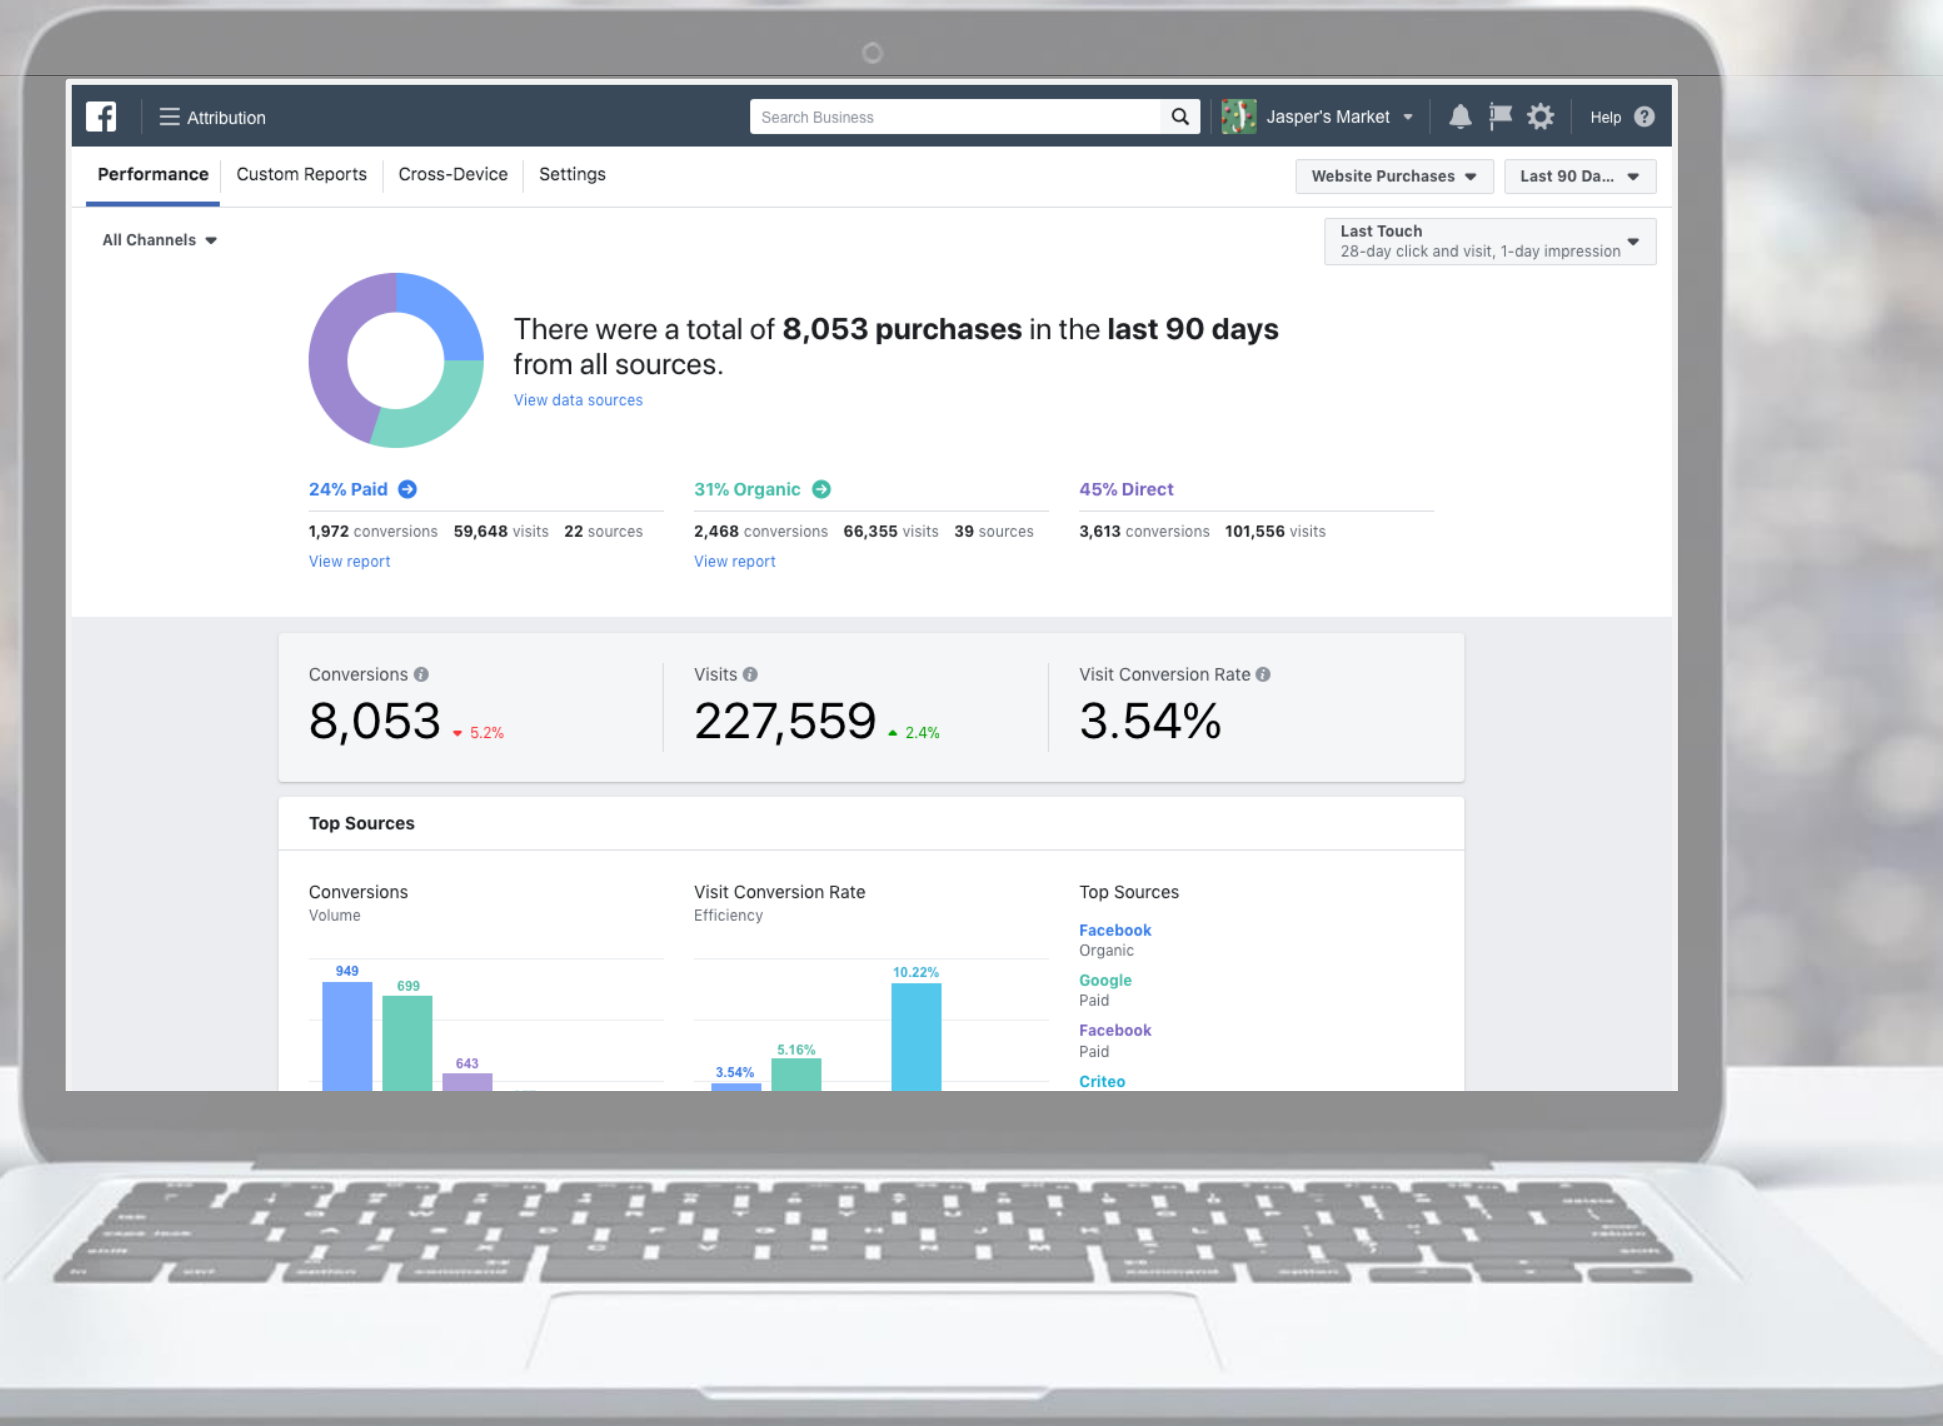 Attribution
Search Business
Jasper's Market
Help
Performance
Custom Reports
Cross-Device
Settings
Website Purchases
Last 90 Da...
All Channels
Last Touch
28-day click and visit, 1-day impression
There were a total of 8,053 purchases in the last 90 days
from all sources.
View data sources
24% Paid
1,972 conversions 59,648 visits 22 sources
View report
31% Organic
2,468 conversions 66,355 visits 39 sources
View report
45% Direct
3,613 conversions 101,556 visits
Conversions
8,053 5.2%
Visits
227,559 2.4%
Visit Conversion Rate
3.54%
Top Sources
Conversions
Volume
949
699
643
Visit Conversion Rate
Efficiency
3.54%
5.16%
10.22%
Top Sources
Facebook
Organic
Google
Paid
Facebook
Paid
Criteo
command
option
command
option